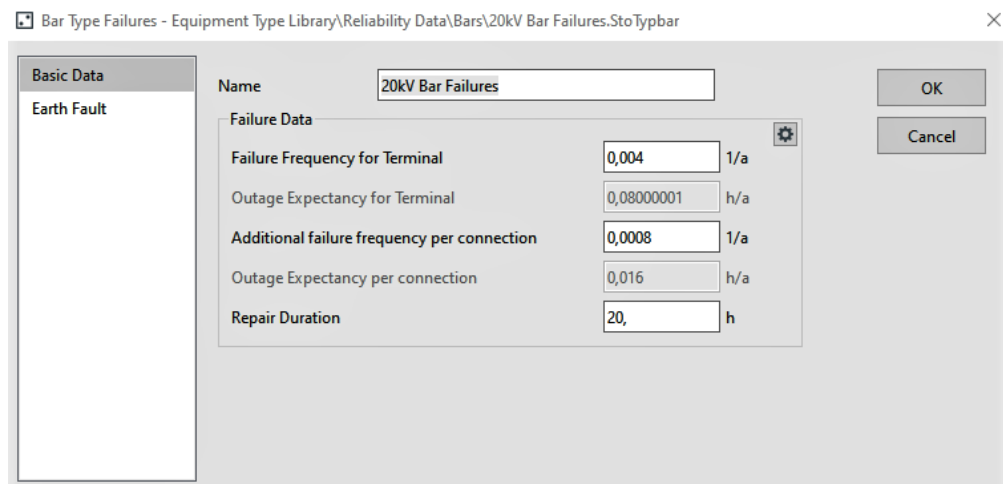 Bar Type Failures - Equipment Type Library\Reliability Data\Bars\20kV Bar Failures.StoTypbar
Basic Data
Earth Fault
Name 20kV Bar Failures
Failure Data
Failure Frequency for Terminal 0,004 1/a
Outage Expectancy for Terminal 0,08000001 h/a
Additional failure frequency per connection 0,0008 1/a
Outage Expectancy per connection 0,016 h/a
Repair Duration 20, h
OK
Cancel